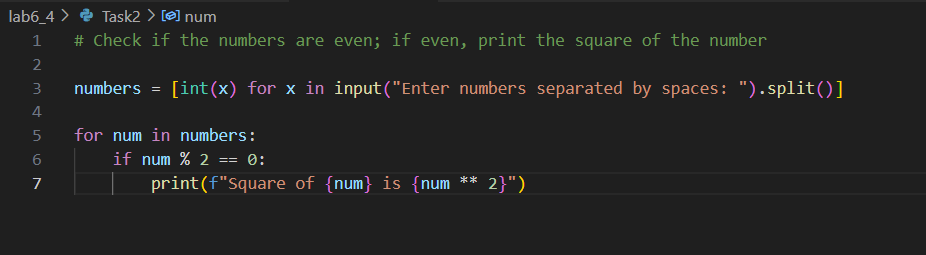 lab6_4 > Task2 > num
1 # Check if the numbers are even; if even, print the square of the number
2
3 numbers = [int(x) for x in input("Enter numbers separated by spaces: ").split()]
4
5 for num in numbers:
6     if num % 2 == 0:
7         print(f"Square of {num} is {num ** 2}")